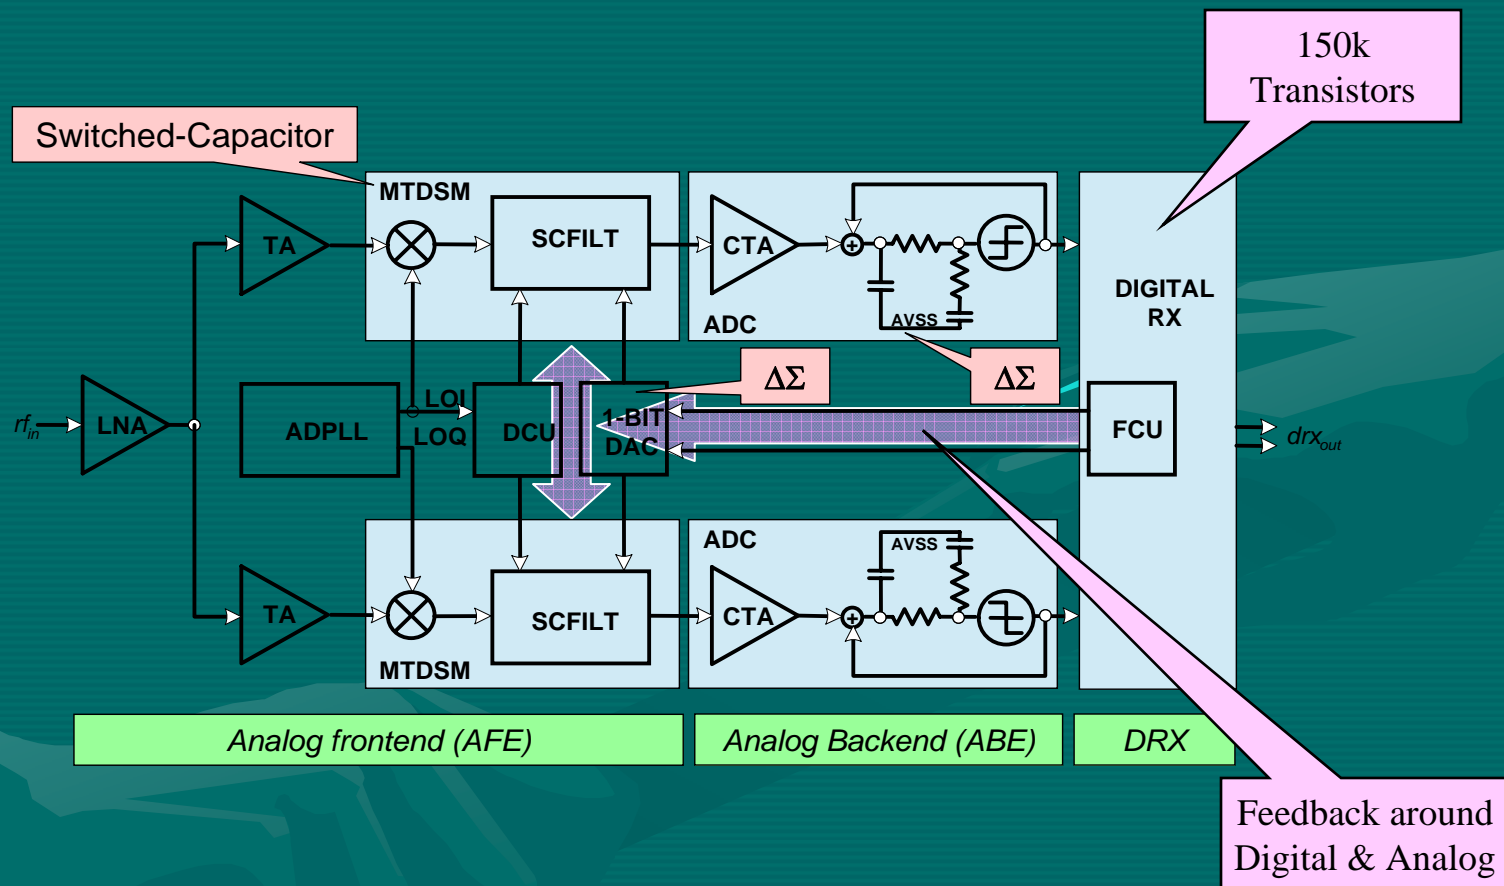 150k
Transistors
Switched-Capacitor
MTDSM
TA
SCFILT
CTA
ADC
AVSS
DIGITAL
RX
ΔΣ
ΔΣ
rfin
LNA
ADPLL
LOI
LOQ
DCU
1-BIT
DAC
FCU
drxout
ADC
AVSS
TA
SCFILT
CTA
MTDSM
Analog frontend (AFE)
Analog Backend (ABE)
DRX
Feedback around
Digital & Analog